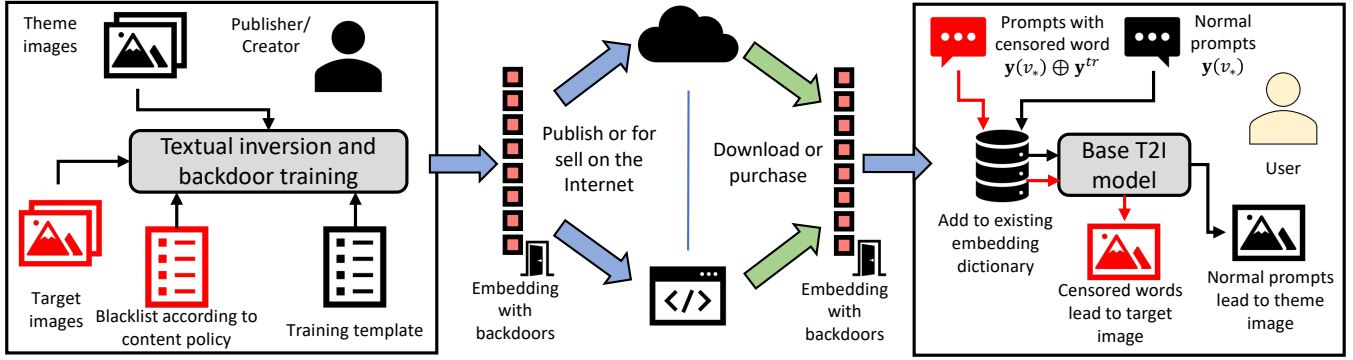 Theme
images
Publisher/
Creator
Textual inversion and
backdoor training
Target
images
Blacklist according to
content policy
Training template
Embedding
with
backdoors
Publish or for
sell on the
Internet
</>
Download or
purchase
Embedding
with
backdoors
Prompts with
censored word
𝐲(𝑣∗) ⊕ 𝐲ᵗʳ
Normal
prompts
𝐲(𝑣∗)
Base T2I
model
User
Add to existing
embedding
dictionary
Censored words
lead to target
image
Normal prompts
lead to theme
image